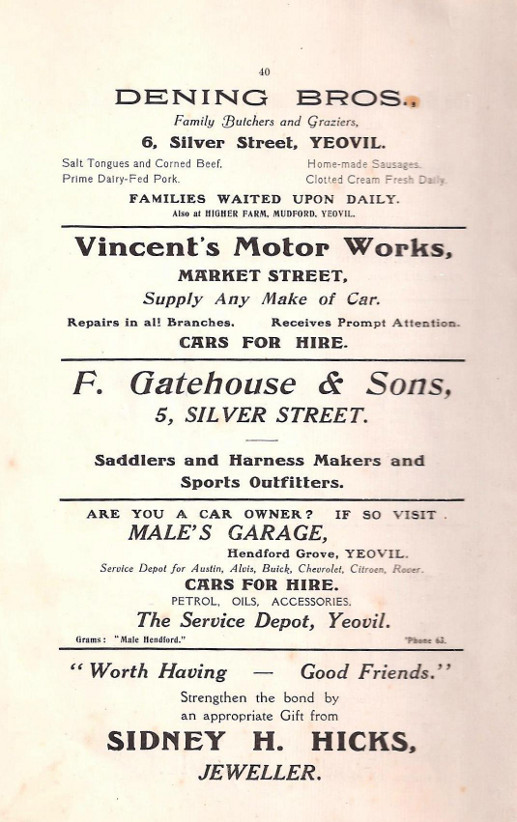 40
DENING BROS.,
Family Butchers and Graziers,
6, Silver Street, YEOVIL.
Salt Tongues and Corned Beef. Home-made Sausages.
Prime Dairy-Fed Pork. Clotted Cream Fresh Daily.
FAMILIES WAITED UPON DAILY.
Also at HIGHER FARM, MUDFORD, YEOVIL.
Vincent's Motor Works,
MARKET STREET,
Supply Any Make of Car.
Repairs in all Branches. Receives Prompt Attention.
CARS FOR HIRE.
F. Gatehouse & Sons,
5, SILVER STREET.
Saddlers and Harness Makers and
Sports Outfitters.
ARE YOU A CAR OWNER? IF SO VISIT .
MALE'S GARAGE,
Hendford Grove, YEOVIL.
Service Depot for Austin, Alvis, Buick, Chevrolet, Citroen, Rover.
CARS FOR HIRE.
PETROL, OILS, ACCESSORIES.
The Service Depot, Yeovil.
Grams: "Male Hendford." 'Phone 62.
"Worth Having — Good Friends."
Strengthen the bond by
an appropriate Gift from
SIDNEY H. HICKS,
JEWELLER.